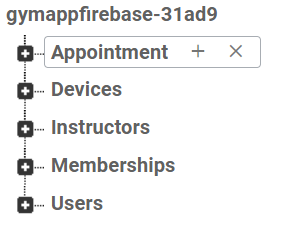 gymappfirebase-31ad9
Appointment
Devices
Instructors
Memberships
Users